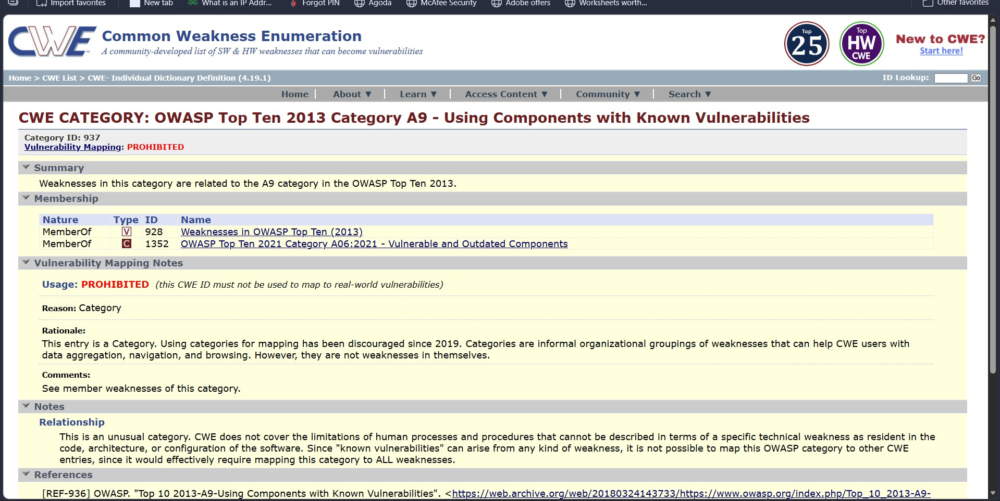 Import favorites
New tab
What is an IP Addr...
Forgot PIN
Agoda
McAfee Security
Adobe offers
Worksheets worth...
Other favorites
CWE
Common Weakness Enumeration
A community-developed list of SW & HW weaknesses that can become vulnerabilities
Top
25
Top
HW
CWE
New to CWE?
Start here!
Home > CWE List > CWE- Individual Dictionary Definition (4.19.1)
ID Lookup:
Go
Home
About ▼
Learn ▼
Access Content ▼
Community ▼
Search ▼
CWE CATEGORY: OWASP Top Ten 2013 Category A9 - Using Components with Known Vulnerabilities
Category ID: 937
Vulnerability Mapping: PROHIBITED
Summary
Weaknesses in this category are related to the A9 category in the OWASP Top Ten 2013.
Membership
Nature Type ID Name
MemberOf V 928 Weaknesses in OWASP Top Ten (2013)
MemberOf C 1352 OWASP Top Ten 2021 Category A06:2021 - Vulnerable and Outdated Components
Vulnerability Mapping Notes
Usage: PROHIBITED (this CWE ID must not be used to map to real-world vulnerabilities)
Reason: Category
Rationale:
This entry is a Category. Using categories for mapping has been discouraged since 2019. Categories are informal organizational groupings of weaknesses that can help CWE users with
data aggregation, navigation, and browsing. However, they are not weaknesses in themselves.
Comments:
See member weaknesses of this category.
Notes
Relationship
This is an unusual category. CWE does not cover the limitations of human processes and procedures that cannot be described in terms of a specific technical weakness as resident in the
code, architecture, or configuration of the software. Since "known vulnerabilities" can arise from any kind of weakness, it is not possible to map this OWASP category to other CWE
entries, since it would effectively require mapping this category to ALL weaknesses.
References
[REF-936] OWASP. "Top 10 2013-A9-Using Components with Known Vulnerabilities". <https://web.archive.org/web/20180324143733/https://www.owasp.org/index.php/Top_10_2013-A9-